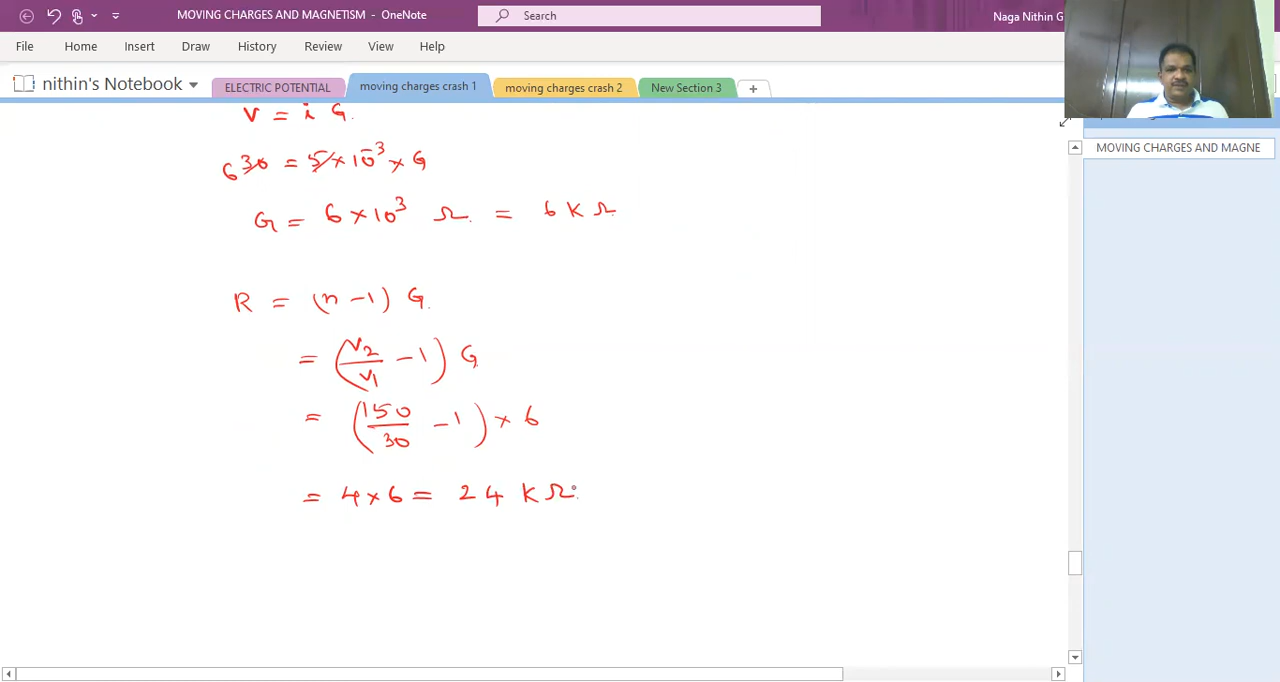 MOVING CHARGES AND MAGNETISM - OneNote
Search
Naga Nithin G
File Home Insert Draw History Review View Help
nithin's Notebook
ELECTRIC POTENTIAL
moving charges crash 1
moving charges crash 2
New Section 3
MOVING CHARGES AND MAGNE
V = i G
6 30 = 5 × 10⁻³ × G
G = 6 × 10³ Ω = 6 K Ω
R = (n - 1) G
= (V₂/V₁ - 1) G
= (150/30 - 1) × 6
= 4 × 6 = 24 K Ω